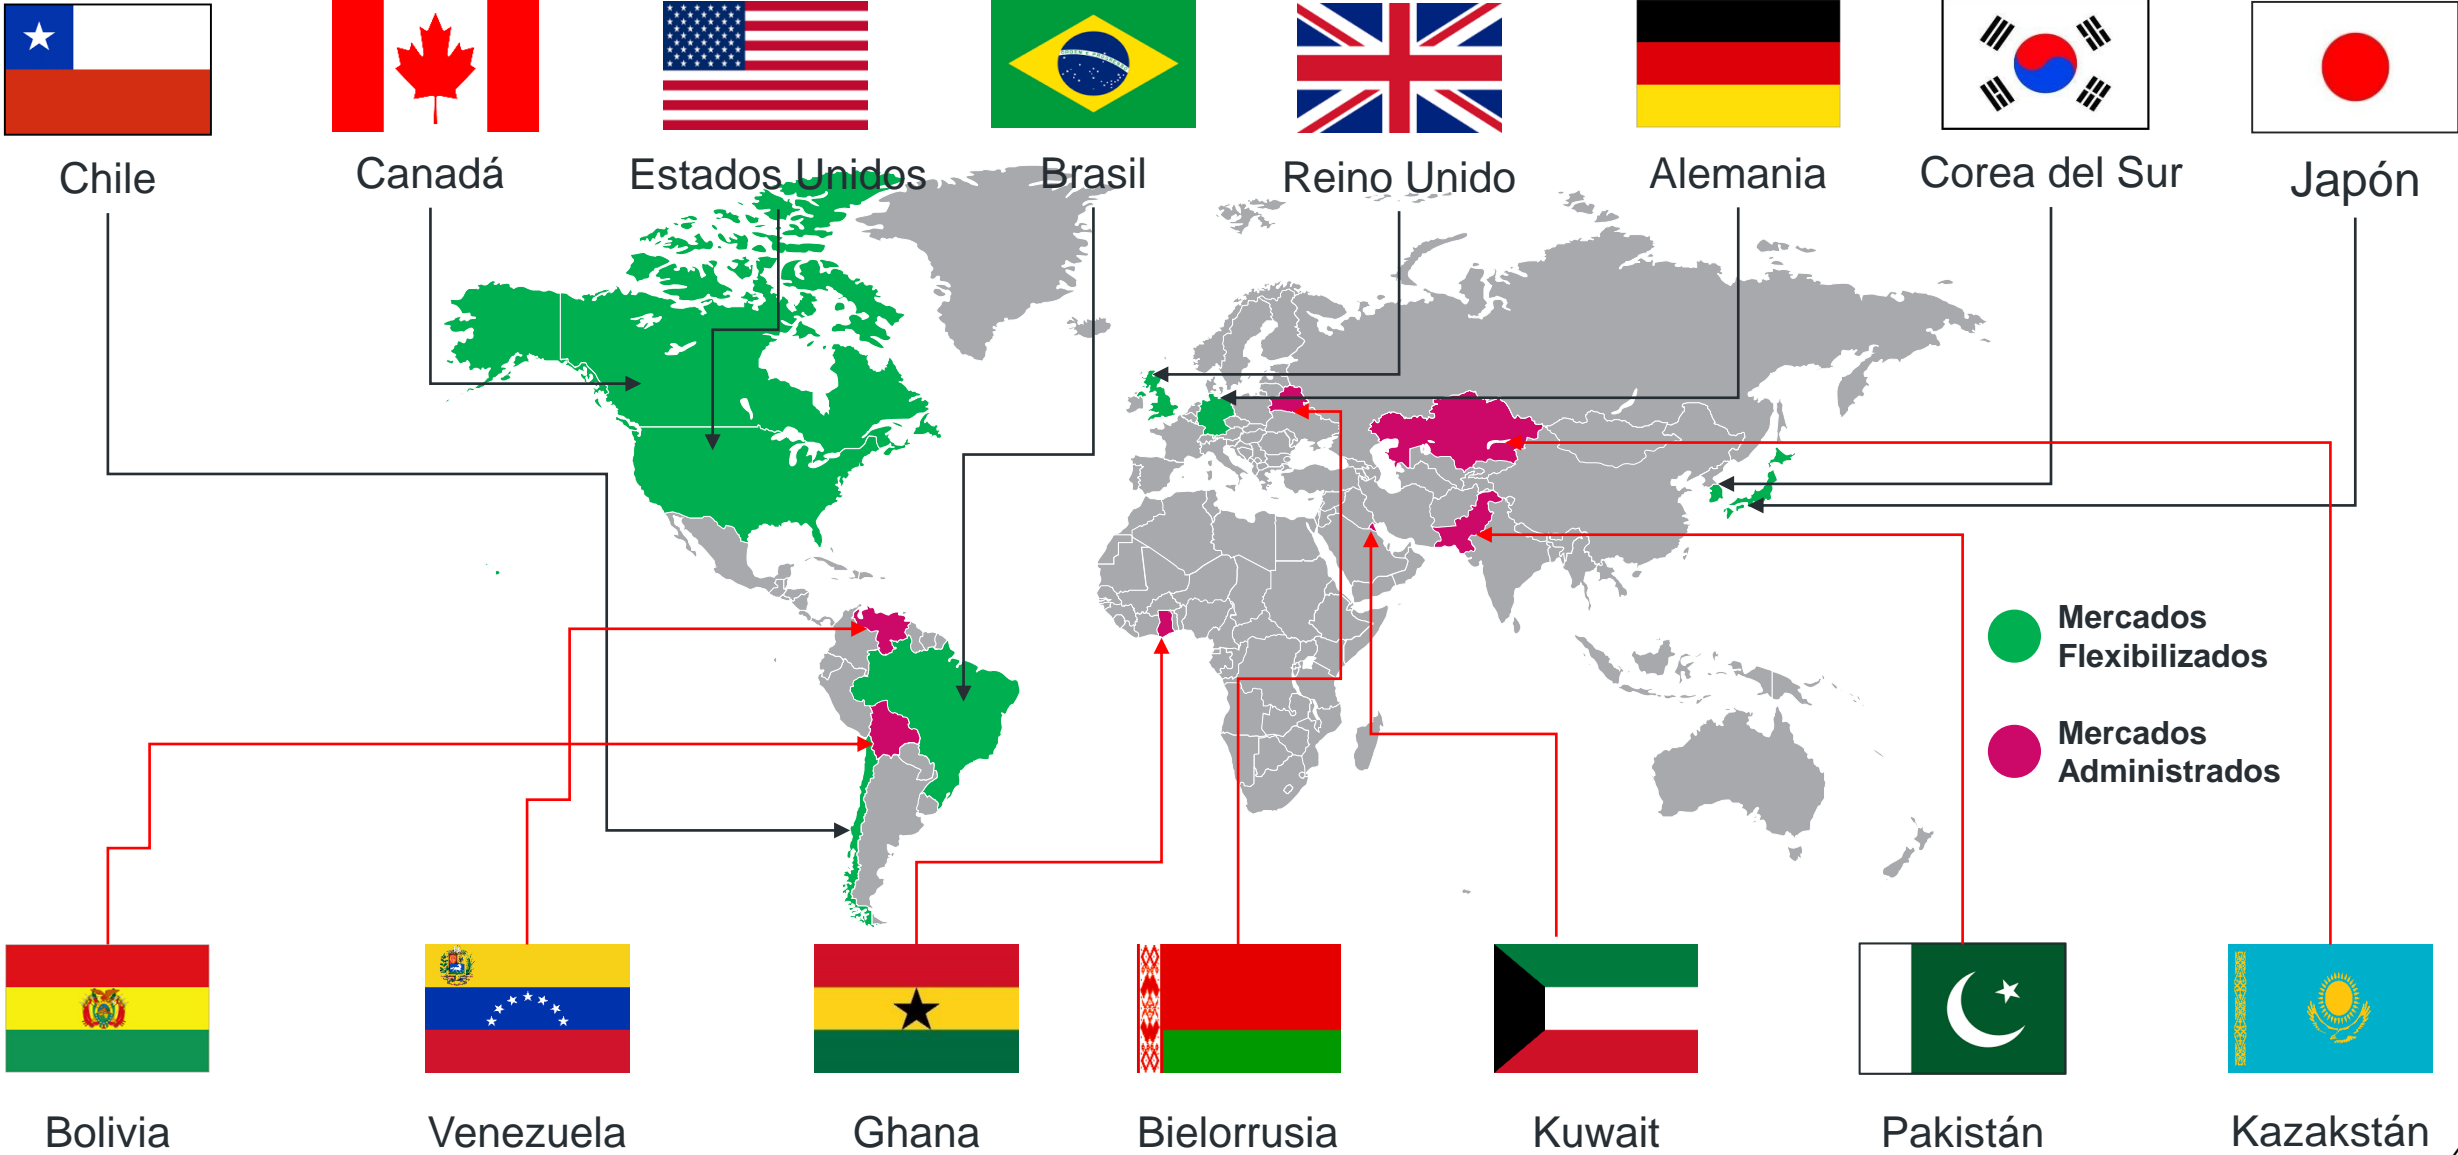 Chile
Canadá
Estados Unidos
Brasil
Reino Unido
Alemania
Corea del Sur
Japón
Mercados
Flexibilizados
Mercados
Administrados
Bolivia
Venezuela
Ghana
Bielorrusia
Kuwait
Pakistán
Kazakstán